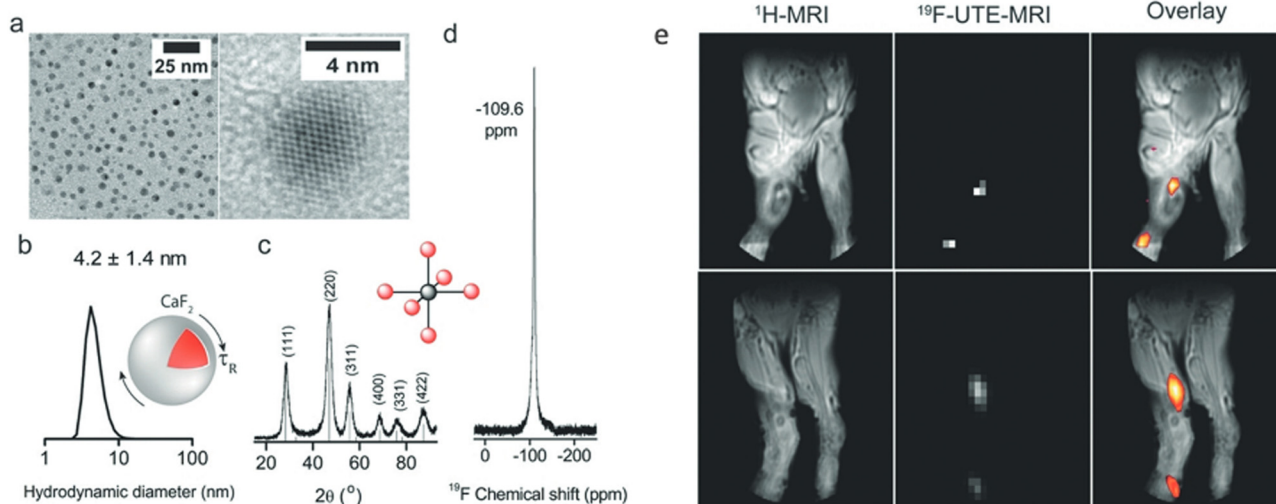 a
25 nm
4 nm
b
4.2 ± 1.4 nm
CaF₂
τR
1
10
100
Hydrodynamic diameter (nm)
c
(111)
(220)
(311)
(400)
(331)
(422)
20
40
60
80
2θ (°)
d
-109.6
ppm
0
-100
-200
¹⁹F Chemical shift (ppm)
e
¹H-MRI
¹⁹F-UTE-MRI
Overlay